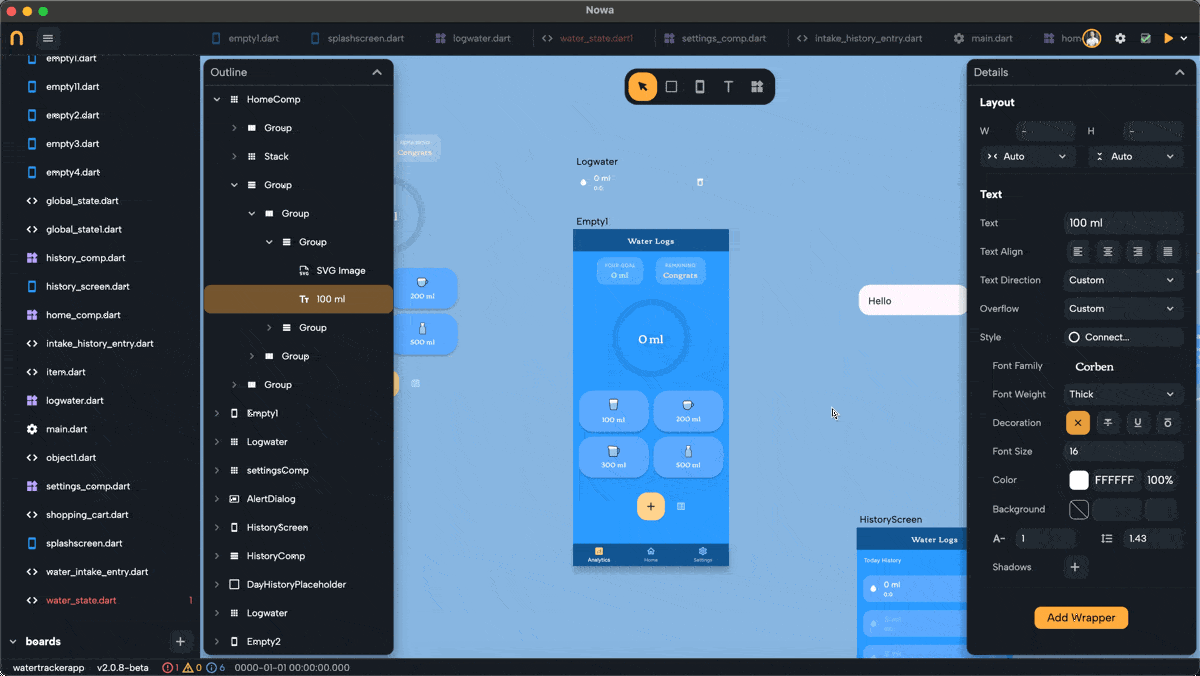 Nowa
empty1.dart
splashscreen.dart
logwater.dart
water_state.dart1
settings_comp.dart
intake_history_entry.dart
main.dart
hom
empty1.dart
empty11.dart
empty2.dart
empty3.dart
empty4.dart
global_state.dart
global_state1.dart
history_comp.dart
history_screen.dart
home_comp.dart
intake_history_entry.dart
item.dart
logwater.dart
main.dart
object1.dart
settings_comp.dart
shopping_cart.dart
splashscreen.dart
water_intake_entry.dart
water_state.dart 1
boards
Outline
HomeComp
Group
Stack
Group
Group
Group
SVG Image
Tr 100 ml
Group
Group
Group
Empty1
Logwater
settingsComp
AlertDialog
HistoryScreen
HistoryComp
DayHistoryPlaceholder
Logwater
Empty2
REMAINING
Congrats
200 ml
500 ml
T
Logwater
0 ml
0:0
Empty1
Water Logs
YOUR GOAL
0 ml
REMAINING
Congrats
0 ml
100 ml
200 ml
300 ml
500 ml
+
Analytics
Home
Settings
Hello
HistoryScreen
Water Logs
Today History
0 ml
0:0
Details
Layout
W -
H -
Auto
Auto
Text
Text 100 ml
Text Align
Text Direction Custom
Overflow Custom
Style Connect...
Font Family Corben
Font Weight Thick
Decoration
Font Size 16
Color FFFFFF 100%
Background
A- 1
1.43
Shadows +
Add Wrapper
watertrackerapp v2.0.8-beta 1 0 6 0000-01-01 00:00:00.000